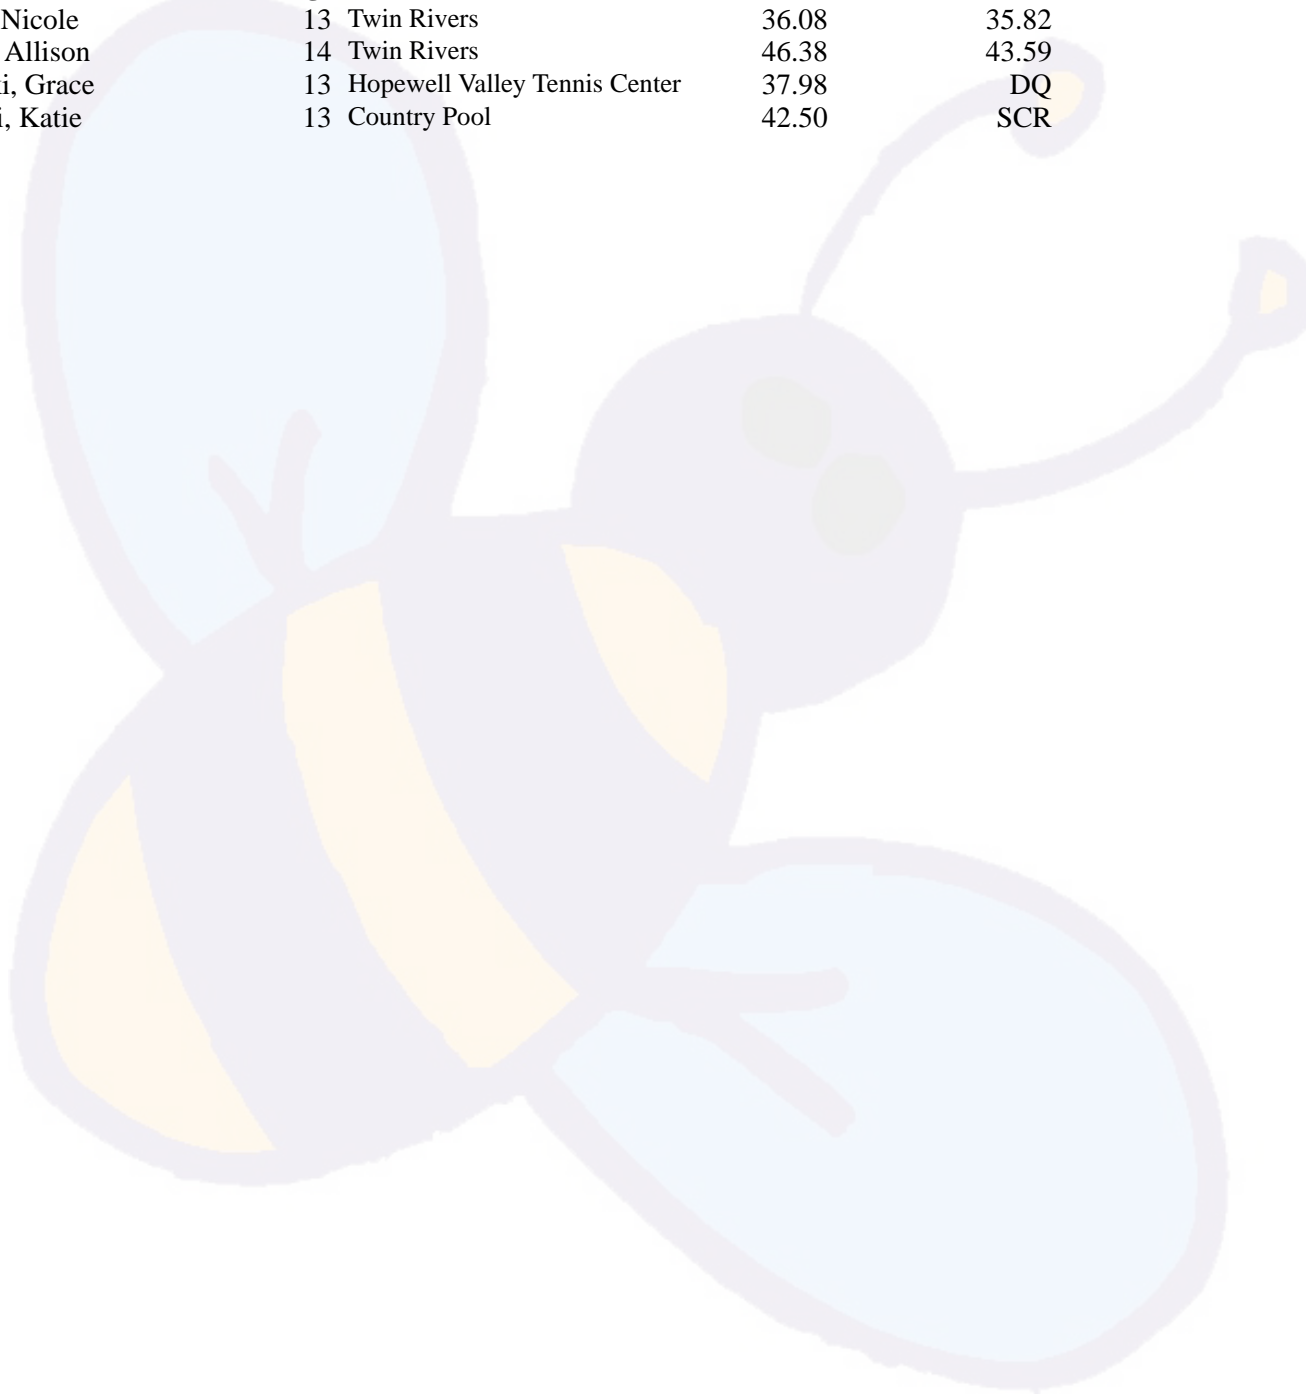 Nicole 13 Twin Rivers 36.08 35.82
Allison 14 Twin Rivers 46.38 43.59
i, Grace 13 Hopewell Valley Tennis Center 37.98 DQ
i, Katie 13 Country Pool 42.50 SCR